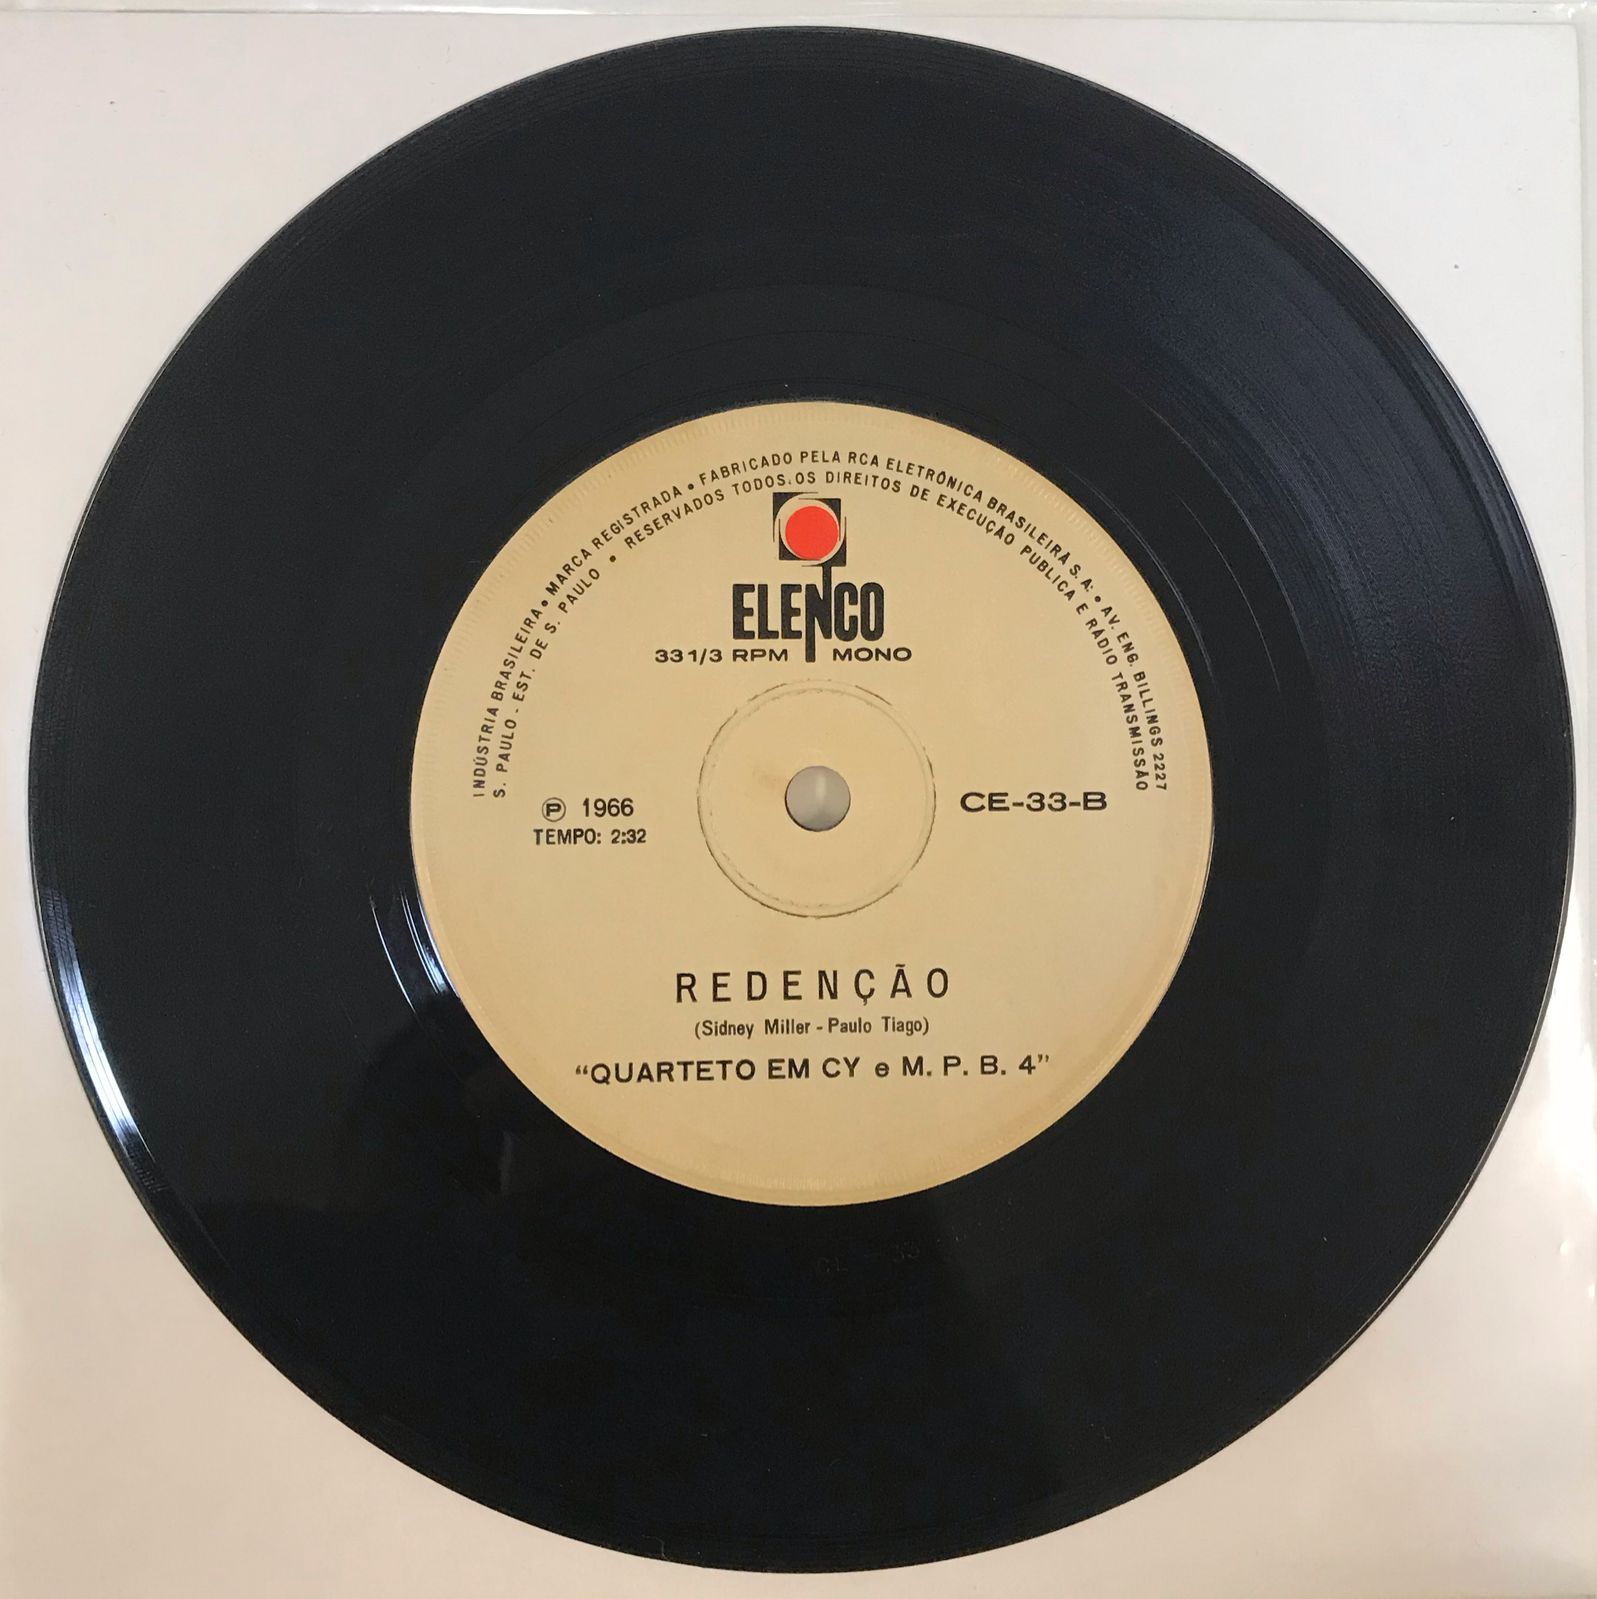 INDÚSTRIA BRASILEIRA • MARCA REGISTRADA • FABRICADO PELA RCA ELETRÔNICA BRASILEIRA S. A. • AV. ENG. BILLINGS 2227
S. PAULO - EST. DE S. PAULO • RESERVADOS TODOS.OS DIREITOS DE EXECUÇÃO PUBLICA E RÁDIO TRANSMISSÃO
ELENCO
33 1/3 RPM MONO
Ⓟ 1966
TEMPO: 2:32
CE-33-B
REDENÇÃO
(Sidney Miller - Paulo Tiago)
“QUARTETO EM CY e M. P. B. 4”